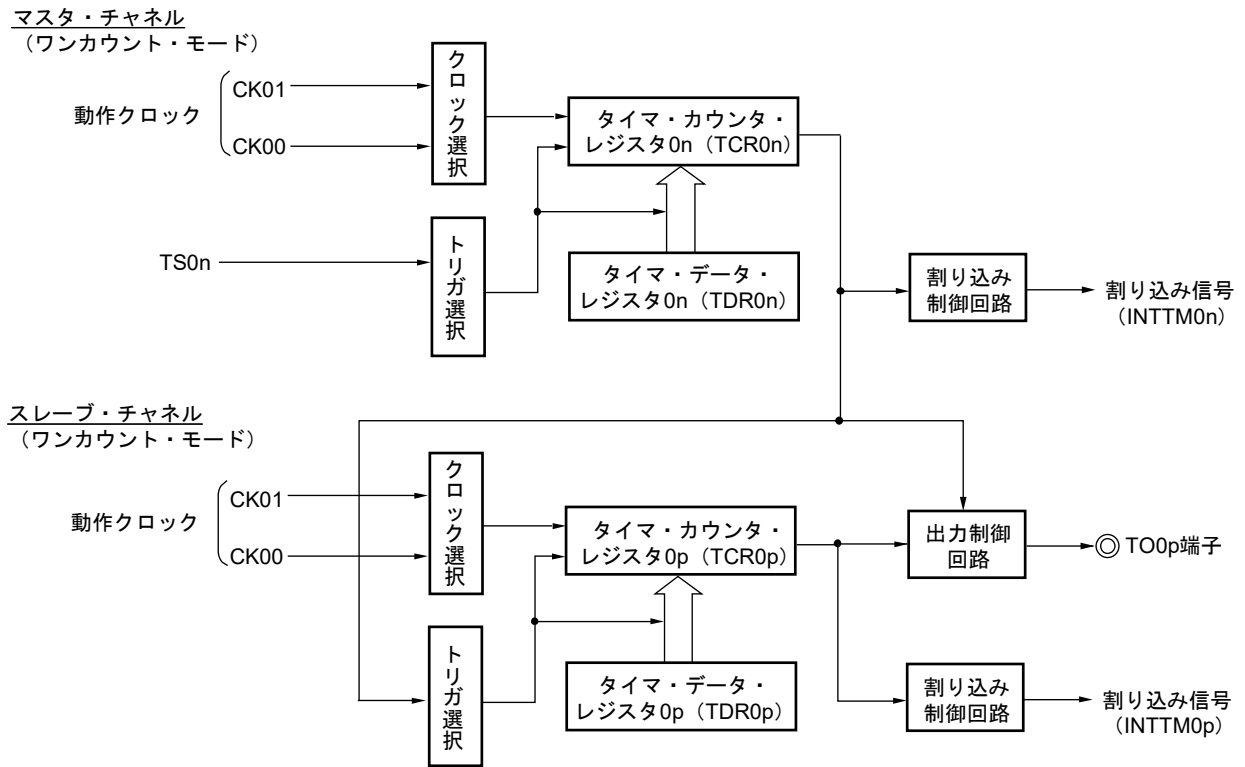 マスタ・チャネル
（ワンカウント・モード）
動作クロック
CK01
CK00
クロック選択
タイマ・カウンタ・
レジスタ0n（TCR0n）
TS0n
トリガ選択
タイマ・データ・
レジスタ0n（TDR0n）
割り込み
制御回路
割り込み信号
（INTTM0n）
スレーブ・チャネル
（ワンカウント・モード）
動作クロック
CK01
CK00
クロック選択
タイマ・カウンタ・
レジスタ0p（TCR0p）
出力制御
回路
TO0p端子
トリガ選択
タイマ・データ・
レジスタ0p（TDR0p）
割り込み
制御回路
割り込み信号
（INTTM0p）